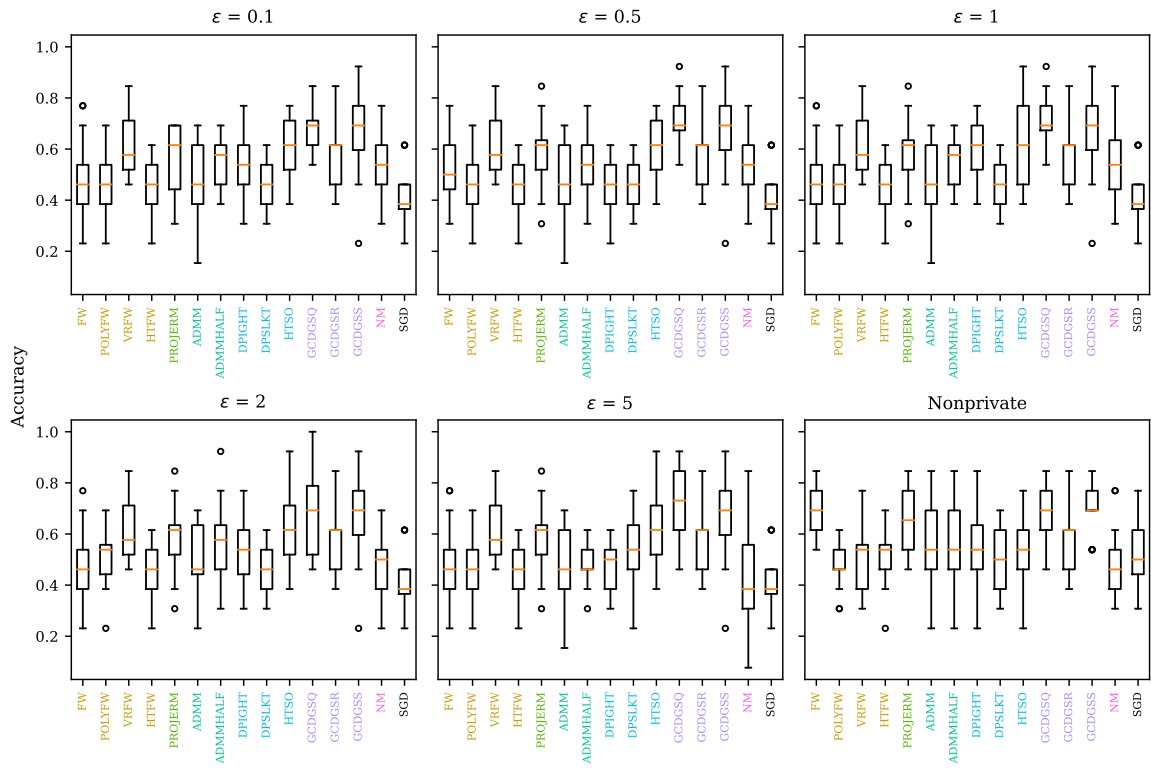 ε = 0.1
ε = 0.5
ε = 1
1.0
0.8
0.6
0.4
0.2
FW
POLYFW
VRFW
HTFW
PROJERM
ADMM
ADMMHALF
DPIGHT
DPSLKT
HTSO
GCDGSQ
GCDGSR
GCDGSS
NM
SGD
FW
POLYFW
VRFW
HTFW
PROJERM
ADMM
ADMMHALF
DPIGHT
DPSLKT
HTSO
GCDGSQ
GCDGSR
GCDGSS
NM
SGD
FW
POLYFW
VRFW
HTFW
PROJERM
ADMM
ADMMHALF
DPIGHT
DPSLKT
HTSO
GCDGSQ
GCDGSR
GCDGSS
NM
SGD
Accuracy
ε = 2
ε = 5
Nonprivate
1.0
0.8
0.6
0.4
0.2
FW
POLYFW
VRFW
HTFW
PROJERM
ADMM
ADMMHALF
DPIGHT
DPSLKT
HTSO
GCDGSQ
GCDGSR
GCDGSS
NM
SGD
FW
POLYFW
VRFW
HTFW
PROJERM
ADMM
ADMMHALF
DPIGHT
DPSLKT
HTSO
GCDGSQ
GCDGSR
GCDGSS
NM
SGD
FW
POLYFW
VRFW
HTFW
PROJERM
ADMM
ADMMHALF
DPIGHT
DPSLKT
HTSO
GCDGSQ
GCDGSR
GCDGSS
NM
SGD